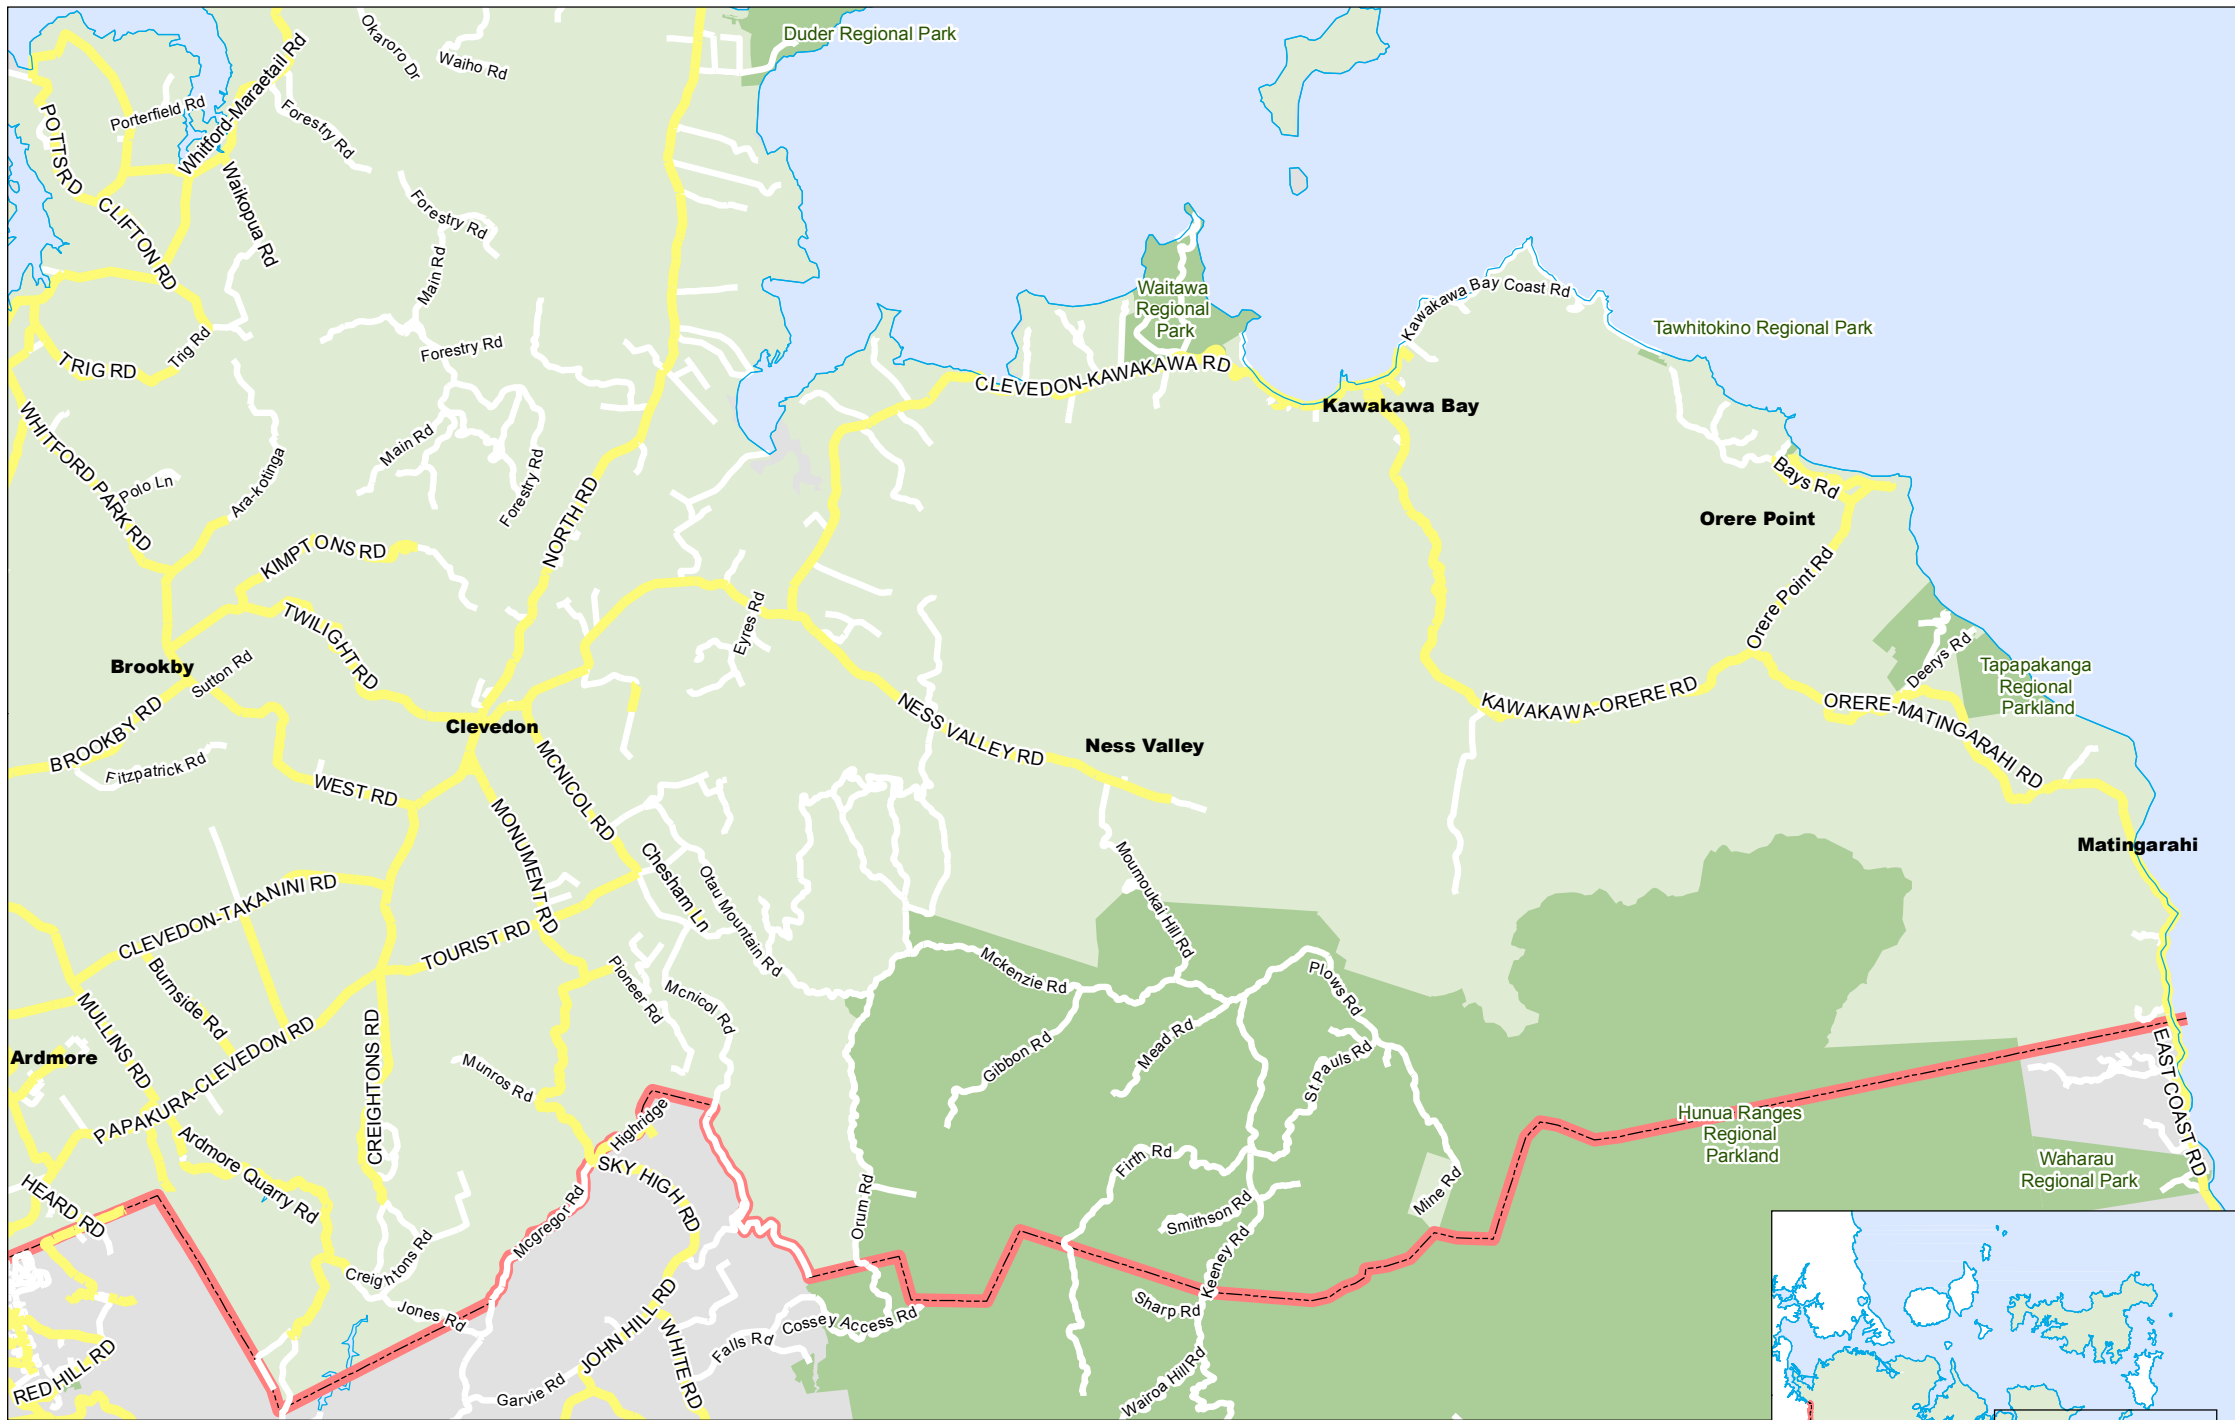 Okaroro Dr
Waiho Rd
Duder Regional Park
Whitford-Maraetail Rd
Porterfield Rd
Forestry Rd
POTTS RD
Waikopua Rd
CLIFTON RD
Forestry Rd
Main Rd
Forestry Rd
TRIG RD
Trig Rd
Waitawa
Regional
Park
Kawakawa Bay Coast Rd
Tawhitokino Regional Park
CLEVEDON-KAWAKAWA RD
Kawakawa Bay
WHITFORD PARK RD
Polo Ln
Ara-kotinga
Main Rd
Forestry Rd
NORTH RD
Bays Rd
Orere Point
KIMPTONS RD
TWILIGHT RD
Eyres Rd
Orere Point Rd
Brookby
Sutton Rd
BROOKBY RD
Fitzpatrick Rd
WEST RD
Clevedon
NESS VALLEY RD
Ness Valley
KAWAKAWA-ORERE RD
Deerys Rd
Tapapakanga
Regional
Parkland
ORERE-MATINGARAHI RD
Matingarahi
MCNICOL RD
MONUMENT RD
Chesham Ln
Otau Mountain Rd
Moumoukai Hill Rd
CLEVEDON-TAKANINI RD
TOURIST RD
Burnside Rd
Pioneer Rd
Mcnicol Rd
Mckenzie Rd
Plows Rd
MULLINS RD
Ardmore
PAPAKURA-CLEVEDON RD
CREIGHTONS RD
Munros Rd
Gibbon Rd
Mead Rd
St Pauls Rd
EAST COAST RD
Highridge
Ardmore Quarry Rd
SKY HIGH RD
Hunua Ranges
Regional
Parkland
Waharau
Regional Park
HEARD RD
Mcgregor Rd
Orum Rd
Firth Rd
Smithson Rd
Mine Rd
Keeney Rd
Creightons Rd
Jones Rd
Sharp Rd
Cossey Access Rd
Falls Rd
JOHN HILL RD
WHITE RD
Garvie Rd
Wairoa Hill Rd
RED HILL RD